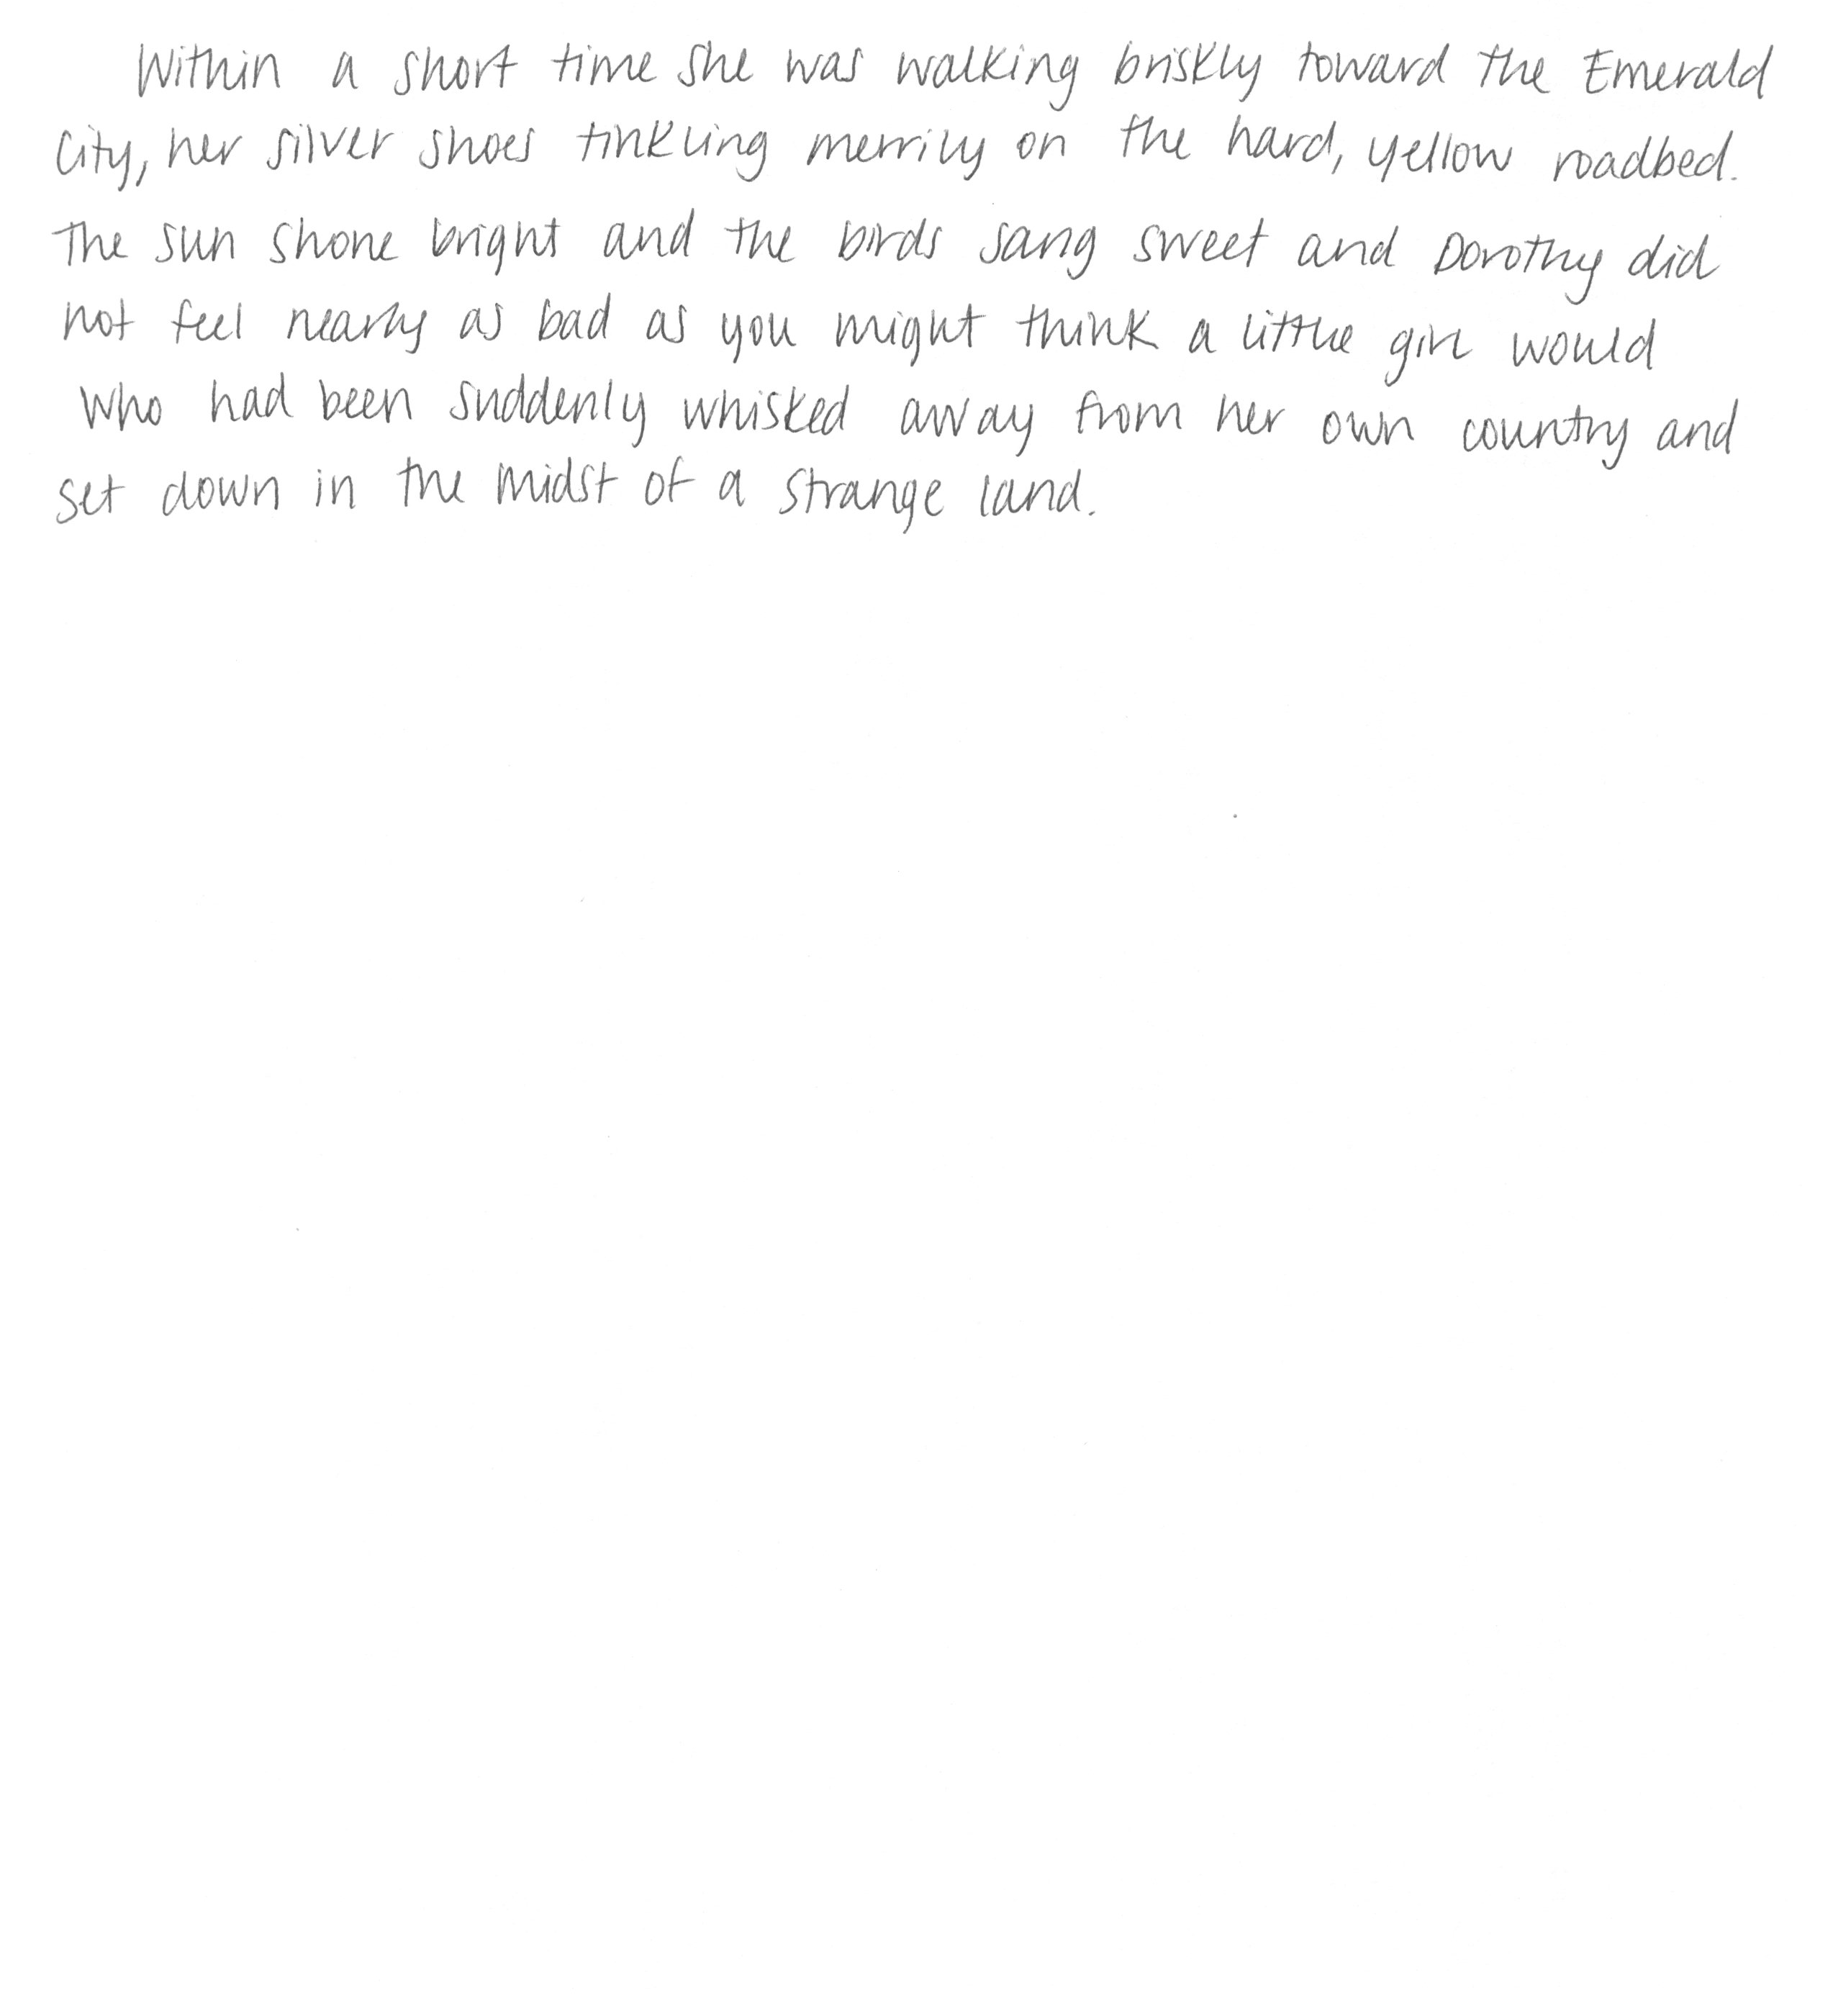 Within a short time she was walking briskly toward the Emerald
City, her silver shoes tinkling merrily on the hard, yellow roadbed.
The sun shone bright and the birds sang sweet and Dorothy did
not feel nearly as bad as you might think a little girl would
who had been suddenly whisked away from her own country and
set down in the midst of a strange land.